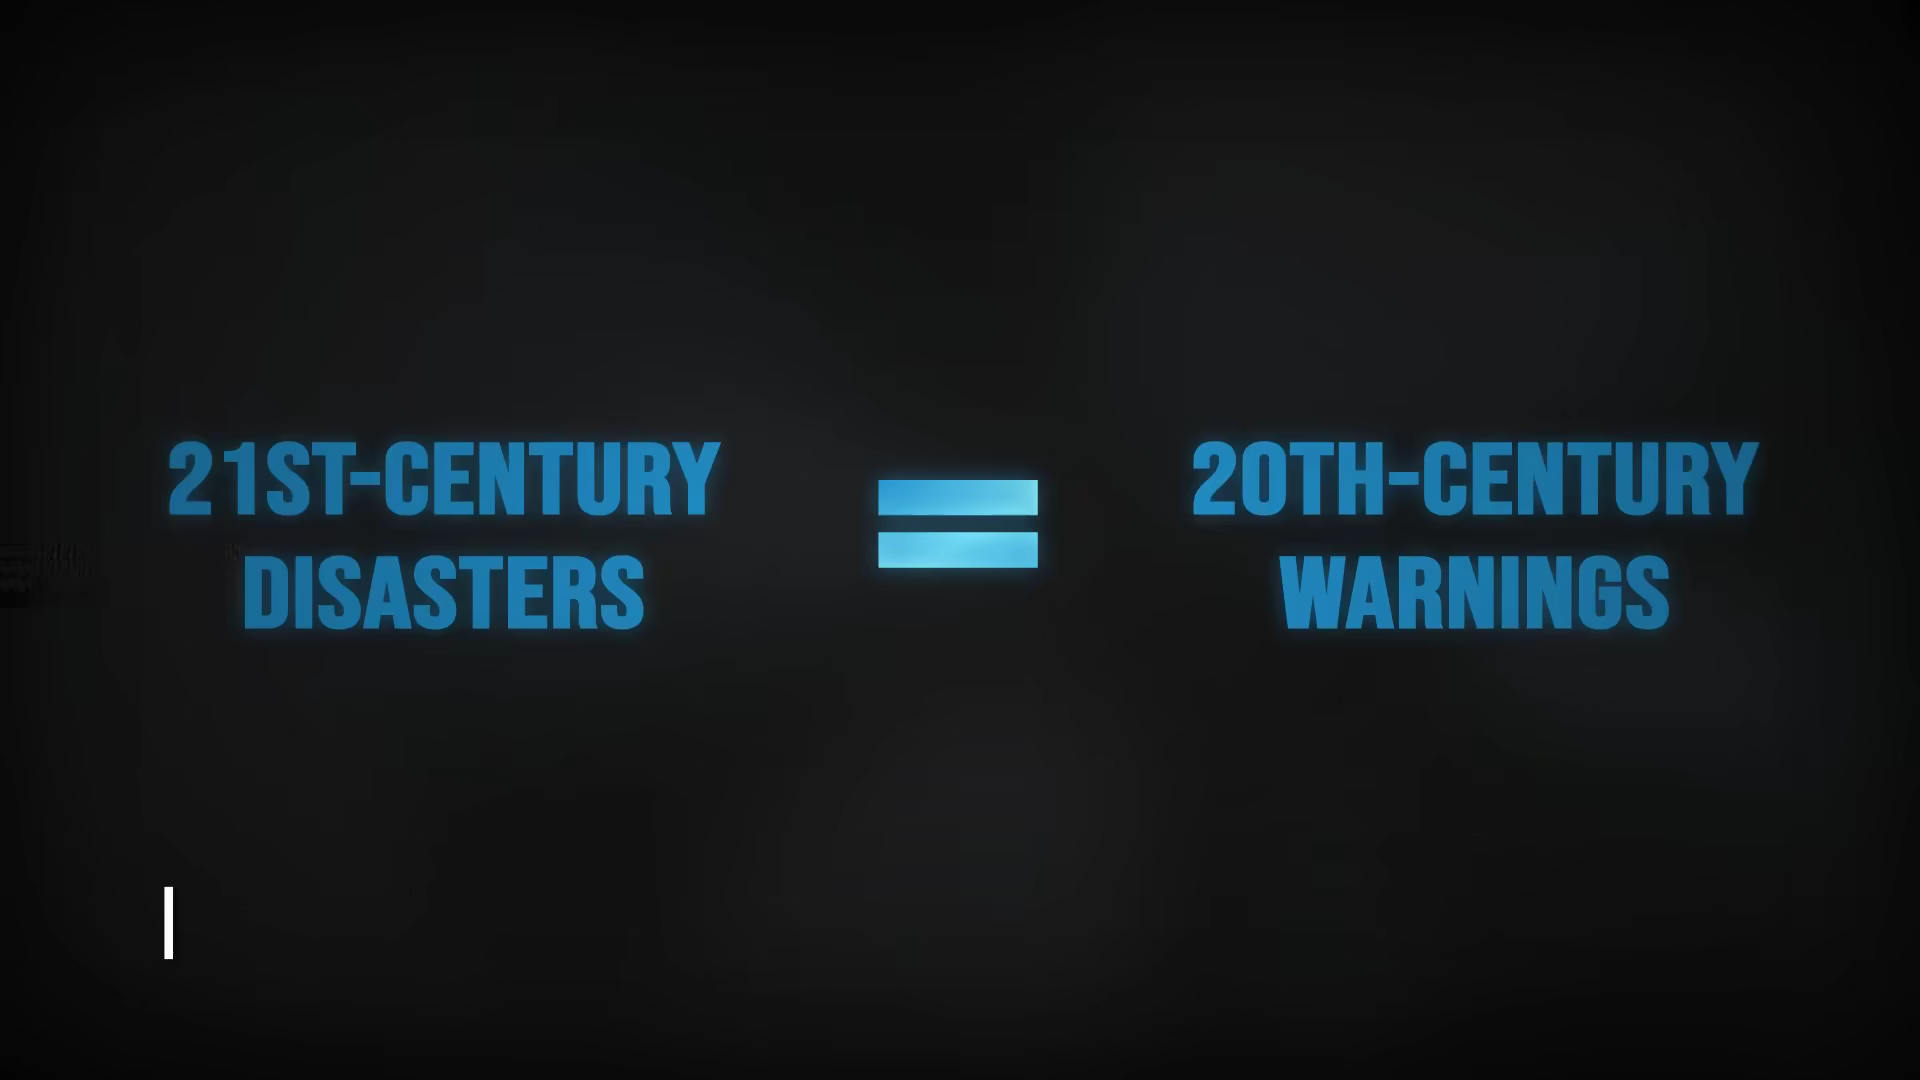 21ST-CENTURY
DISASTERS
=
20TH-CENTURY
WARNINGS